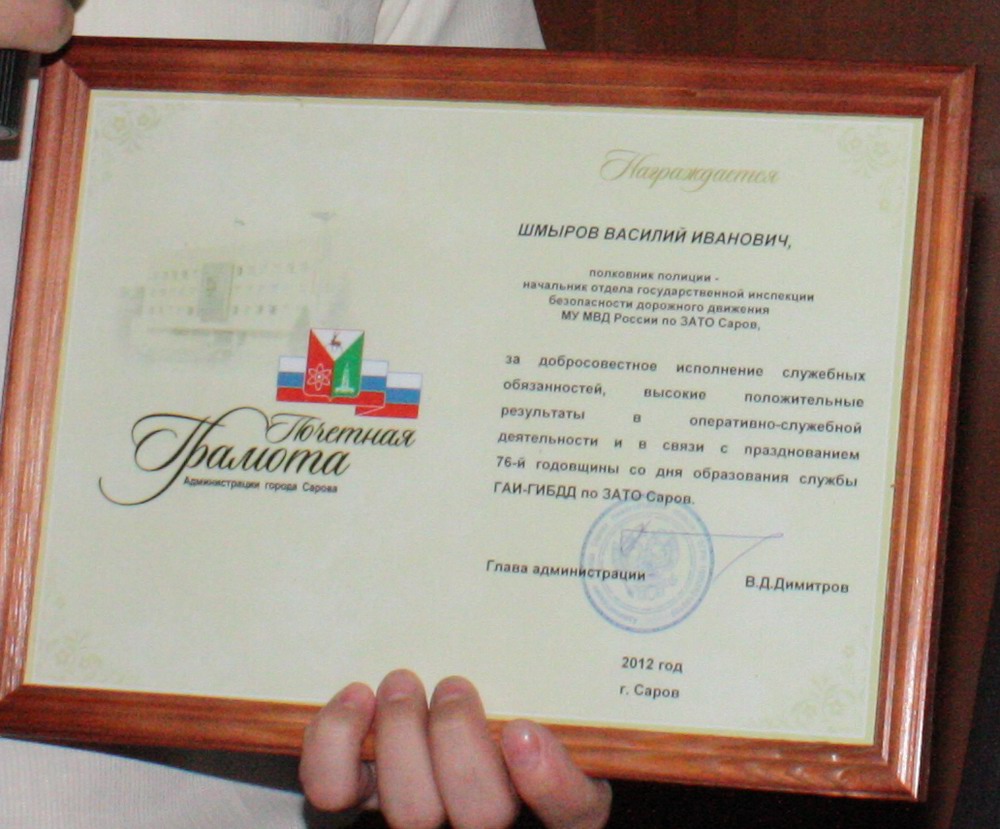 Почетная
Грамота
Администрации города Сарова
Награждается
ШМЫРОВ ВАСИЛИЙ ИВАНОВИЧ,
полковник полиции -
начальник отдела государственной инспекции
безопасности дорожного движения
МУ МВД России по ЗАТО Саров,
за добросовестное исполнение служебных
обязанностей, высокие положительные
результаты в оперативно-служебной
деятельности и в связи с празднованием
76-й годовщины со дня образования службы
ГАИ-ГИБДД по ЗАТО Саров.
Глава администрации В.Д.Димитров
2012 год
г. Саров